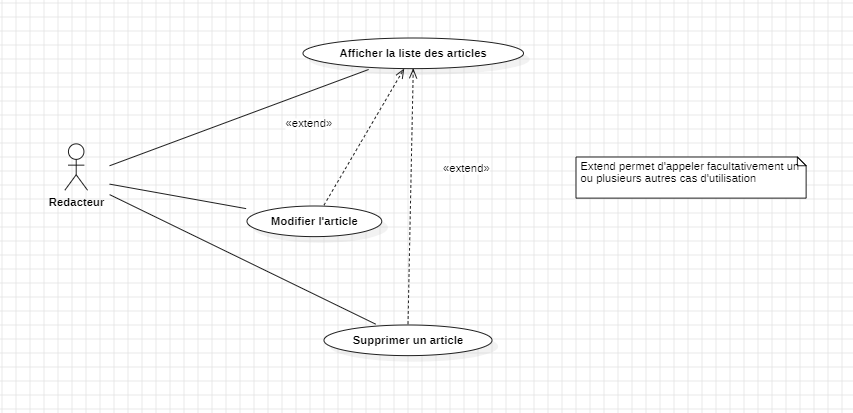 Afficher la liste des articles
«extend»
«extend»
Extend permet d'appeler facultativement un
ou plusieurs autres cas d'utilisation
Redacteur
Modifier l'article
Supprimer un article